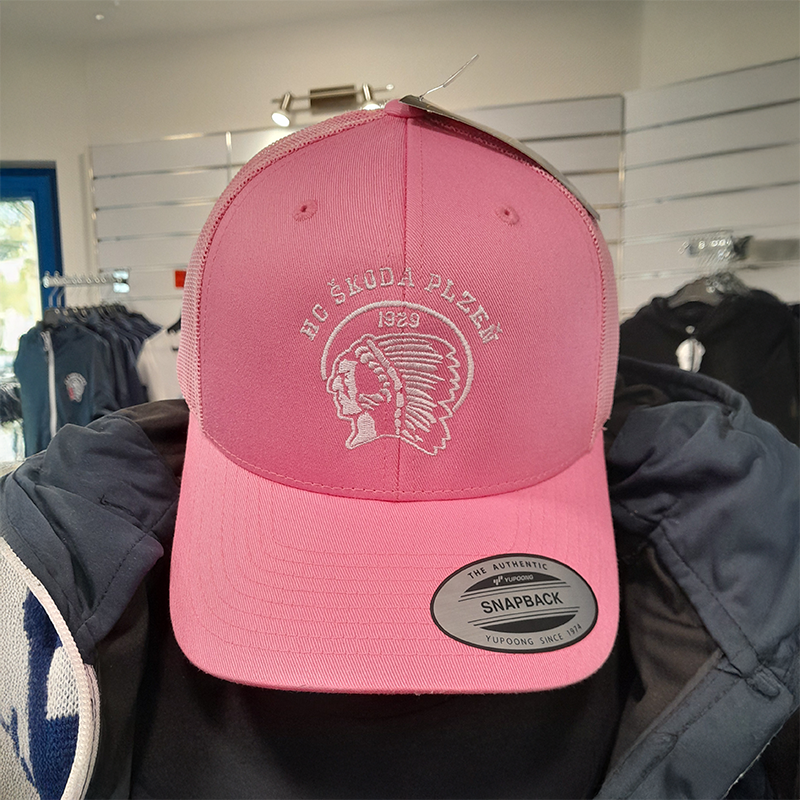 HC ŠKODA PLZEŇ
1929
THE AUTHENTIC
YUPOONG
SNAPBACK
YUPOONG SINCE 1974